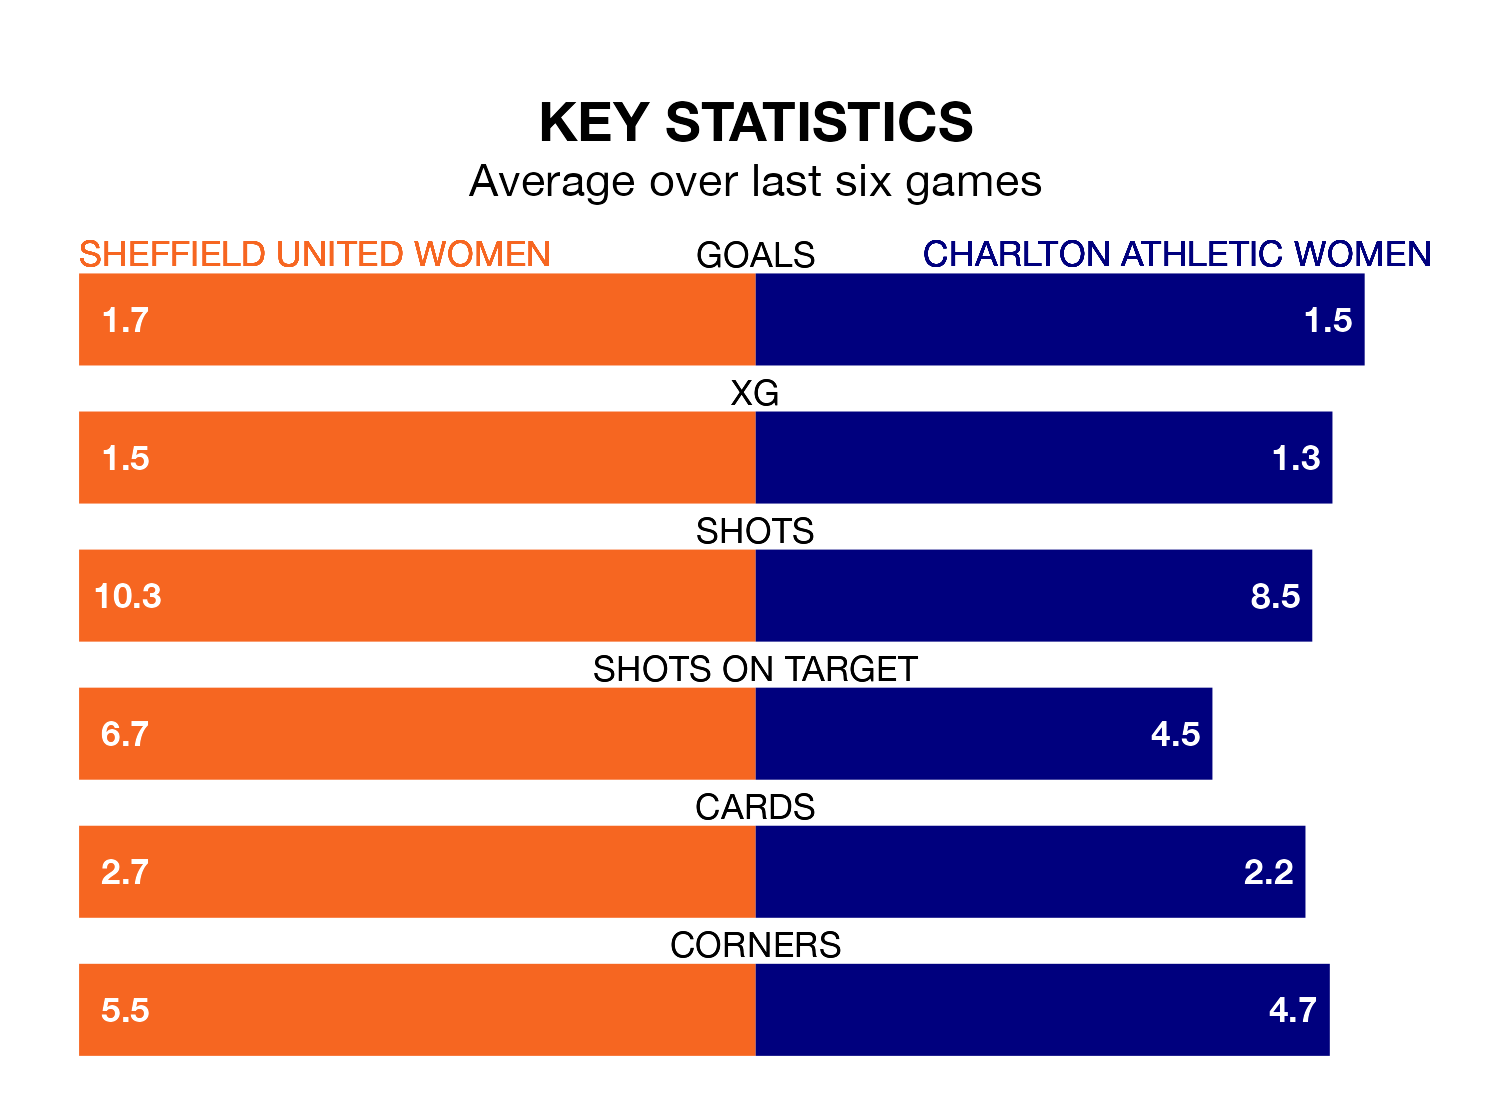 KEY STATISTICS
Average over last six games
SHEFFIELD UNITED WOMEN GOALS CHARLTON ATHLETIC WOMEN
1.7 1.5
XG
1.5 1.3
SHOTS
10.3 8.5
SHOTS ON TARGET
6.7 4.5
CARDS
2.7 2.2
CORNERS
5.5 4.7